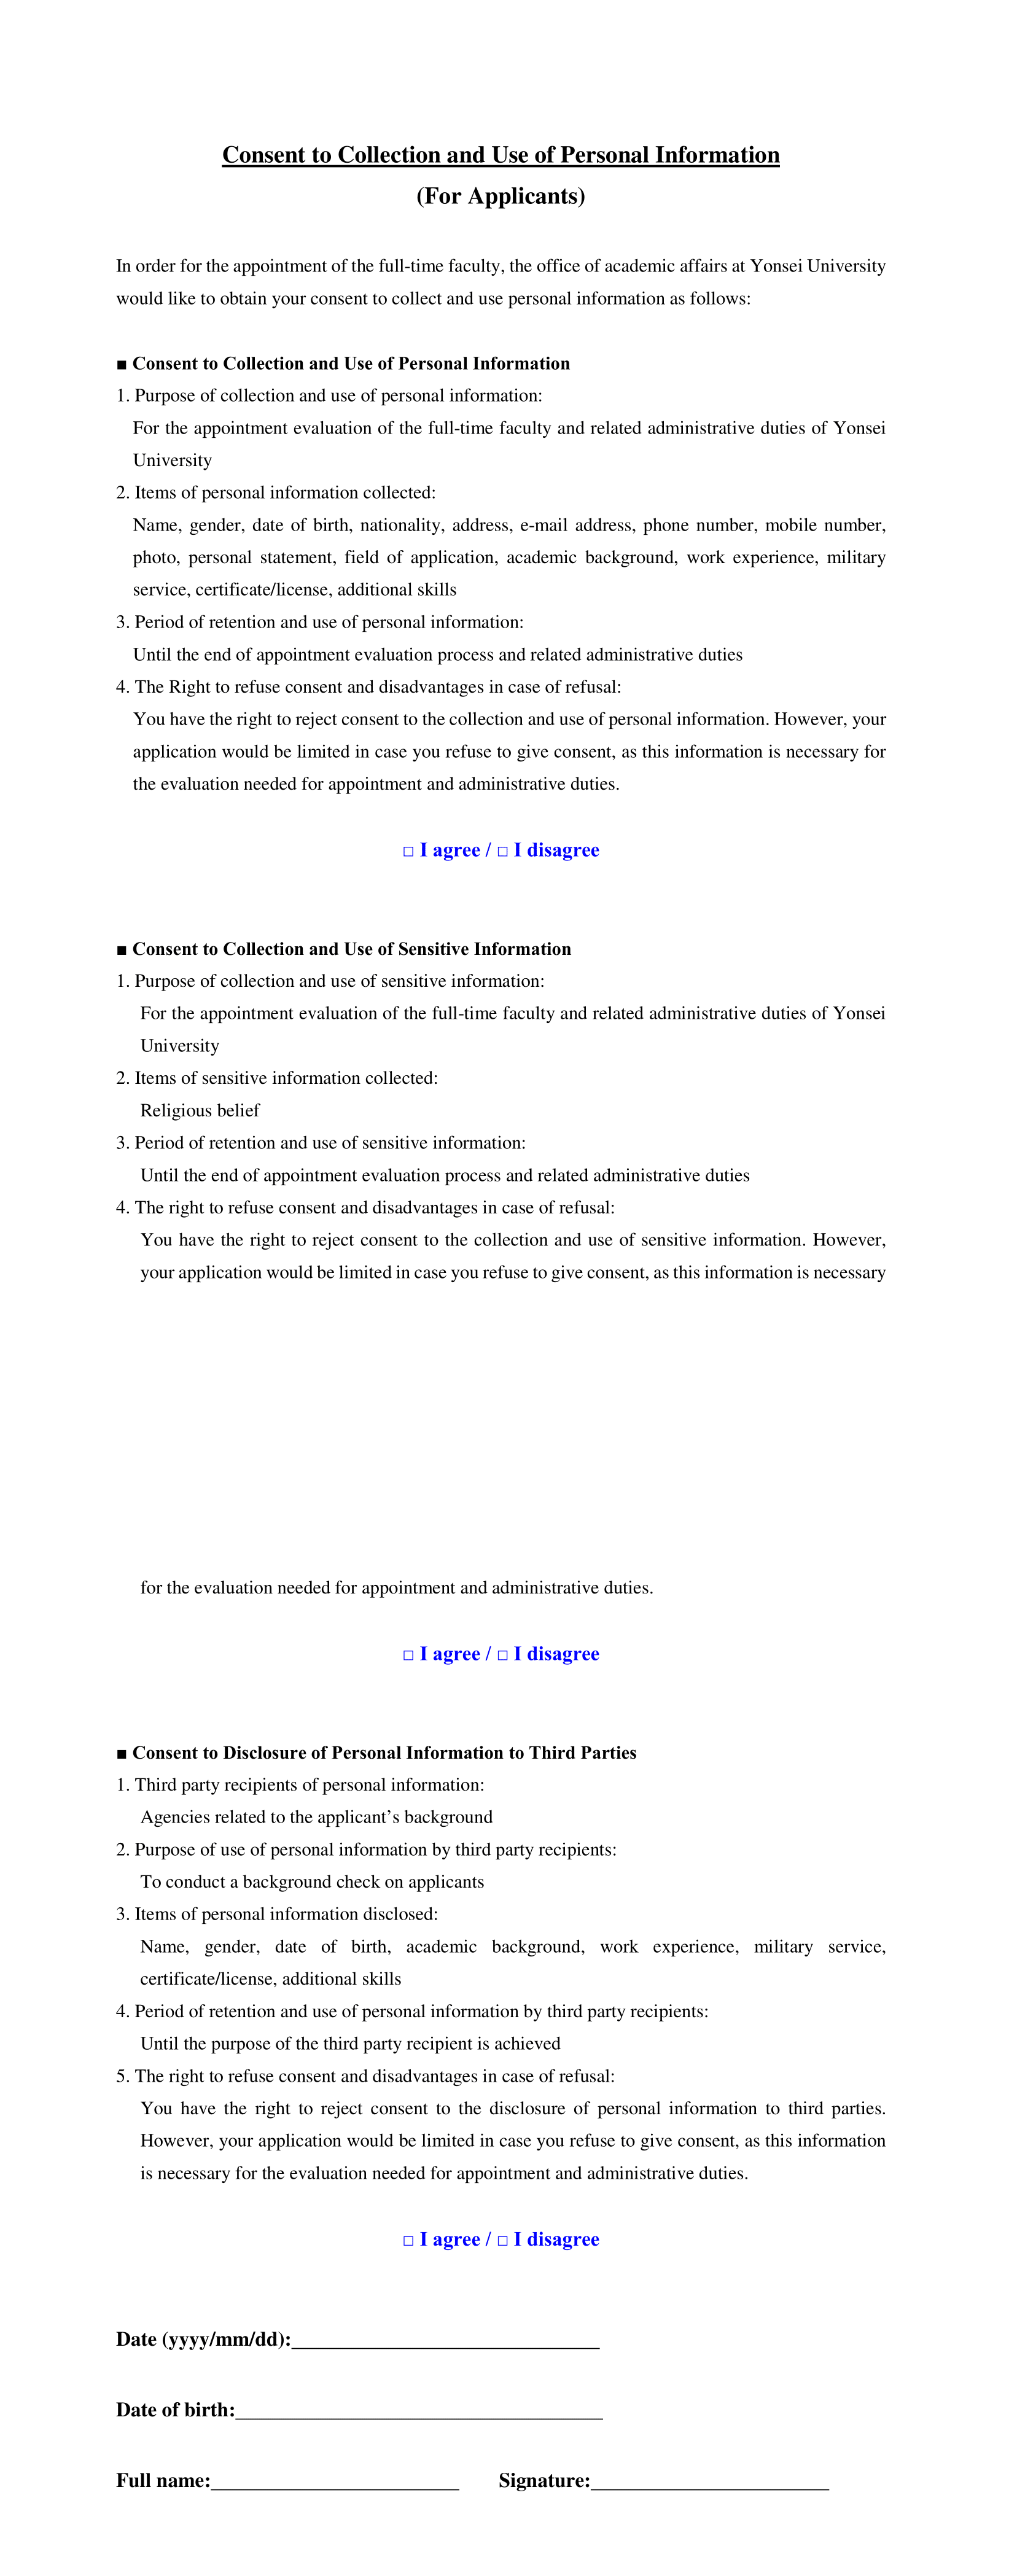 Consent to Collection and Use of Personal Information
(For Applicants)
In order for the appointment of the full-time faculty, the office of academic affairs at Yonsei University
would like to obtain your consent to collect and use personal information as follows:
■ Consent to Collection and Use of Personal Information
1. Purpose of collection and use of personal information:
For the appointment evaluation of the full-time faculty and related administrative duties of Yonsei
University
2. Items of personal information collected:
Name, gender, date of birth, nationality, address, e-mail address, phone number, mobile number,
photo, personal statement, field of application, academic background, work experience, military
service, certificate/license, additional skills
3. Period of retention and use of personal information:
Until the end of appointment evaluation process and related administrative duties
4. The Right to refuse consent and disadvantages in case of refusal:
You have the right to reject consent to the collection and use of personal information. However, your
application would be limited in case you refuse to give consent, as this information is necessary for
the evaluation needed for appointment and administrative duties.
□ I agree / □ I disagree
■ Consent to Collection and Use of Sensitive Information
1. Purpose of collection and use of sensitive information:
For the appointment evaluation of the full-time faculty and related administrative duties of Yonsei
University
2. Items of sensitive information collected:
Religious belief
3. Period of retention and use of sensitive information:
Until the end of appointment evaluation process and related administrative duties
4. The right to refuse consent and disadvantages in case of refusal:
You have the right to reject consent to the collection and use of sensitive information. However,
your application would be limited in case you refuse to give consent, as this information is necessary
for the evaluation needed for appointment and administrative duties.
□ I agree / □ I disagree
■ Consent to Disclosure of Personal Information to Third Parties
1. Third party recipients of personal information:
Agencies related to the applicant’s background
2. Purpose of use of personal information by third party recipients:
To conduct a background check on applicants
3. Items of personal information disclosed:
Name, gender, date of birth, academic background, work experience, military service,
certificate/license, additional skills
4. Period of retention and use of personal information by third party recipients:
Until the purpose of the third party recipient is achieved
5. The right to refuse consent and disadvantages in case of refusal:
You have the right to reject consent to the disclosure of personal information to third parties.
However, your application would be limited in case you refuse to give consent, as this information
is necessary for the evaluation needed for appointment and administrative duties.
□ I agree / □ I disagree
Date (yyyy/mm/dd):____________________________
Date of birth:__________________________________
Full name:_______________________ Signature:______________________